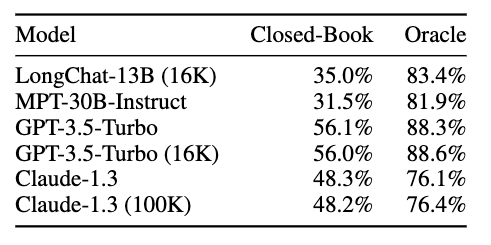 Model Closed-Book Oracle
LongChat-13B (16K) 35.0% 83.4%
MPT-30B-Instruct 31.5% 81.9%
GPT-3.5-Turbo 56.1% 88.3%
GPT-3.5-Turbo (16K) 56.0% 88.6%
Claude-1.3 48.3% 76.1%
Claude-1.3 (100K) 48.2% 76.4%